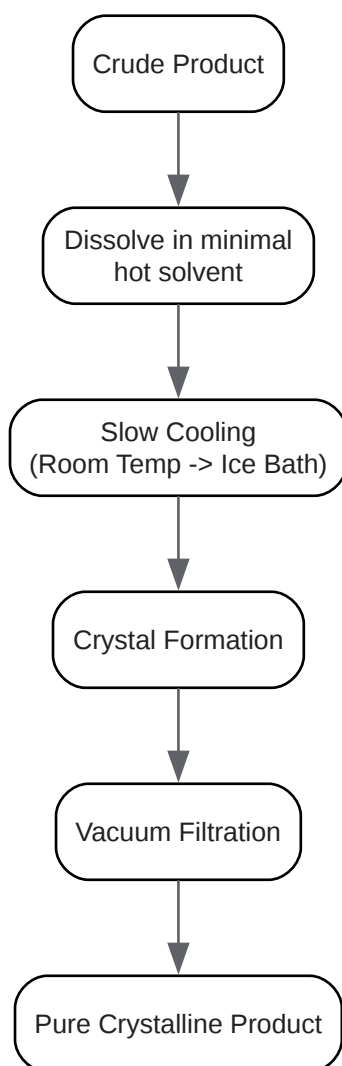 Crude Product
Dissolve in minimal
hot solvent
Slow Cooling
(Room Temp -> Ice Bath)
Crystal Formation
Vacuum Filtration
Pure Crystalline Product